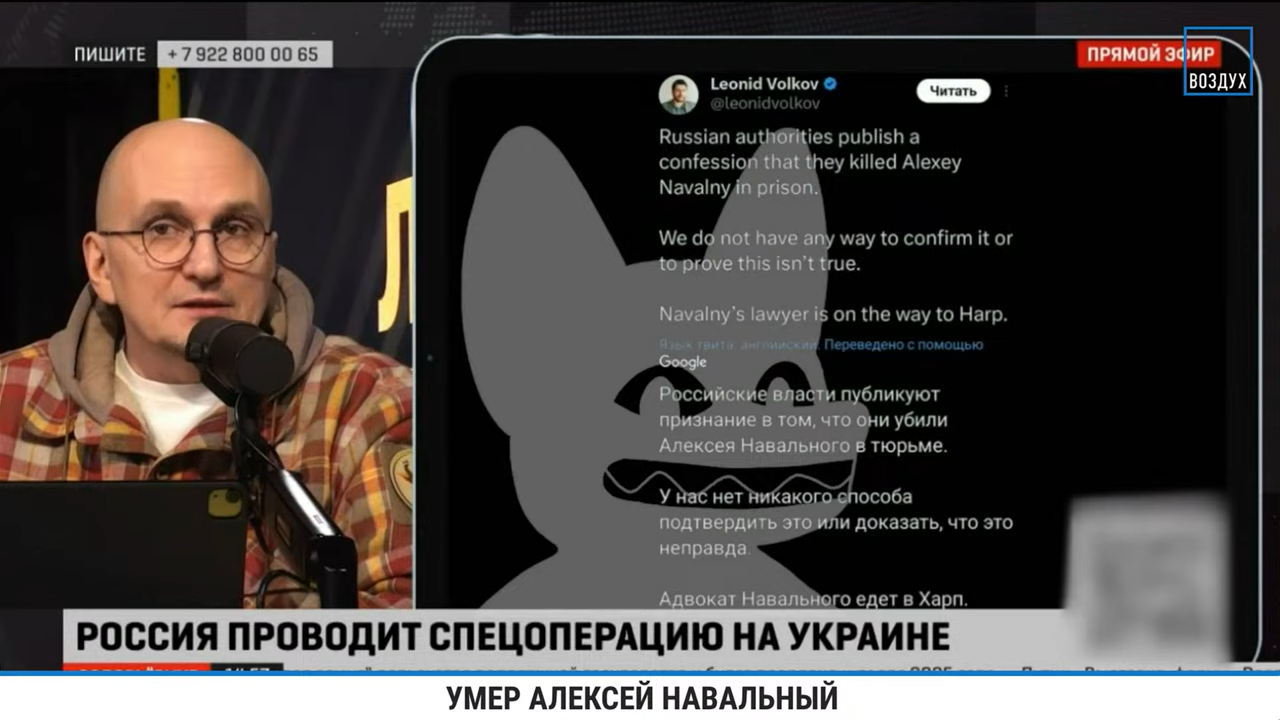 ПИШИТЕ +7 922 800 00 65
ПРЯМОЙ ЭФИР
ВОЗДУХ
Leonid Volkov
@leonidvolkov
Читать
Russian authorities publish a
confession that they killed Alexey
Navalny in prison.
We do not have any way to confirm it or
to prove this isn't true.
Navalny's lawyer is on the way to Harp.
Язык твита: английский. Переведено с помощью
Google
Российские власти публикуют
признание в том, что они убили
Алексея Навального в тюрьме.
У нас нет никакого способа
подтвердить это или доказать, что это
неправда.
Адвокат Навального едет в Харп.
РОССИЯ ПРОВОДИТ СПЕЦОПЕРАЦИЮ НА УКРАИНЕ
УМЕР АЛЕКСЕЙ НАВАЛЬНЫЙ